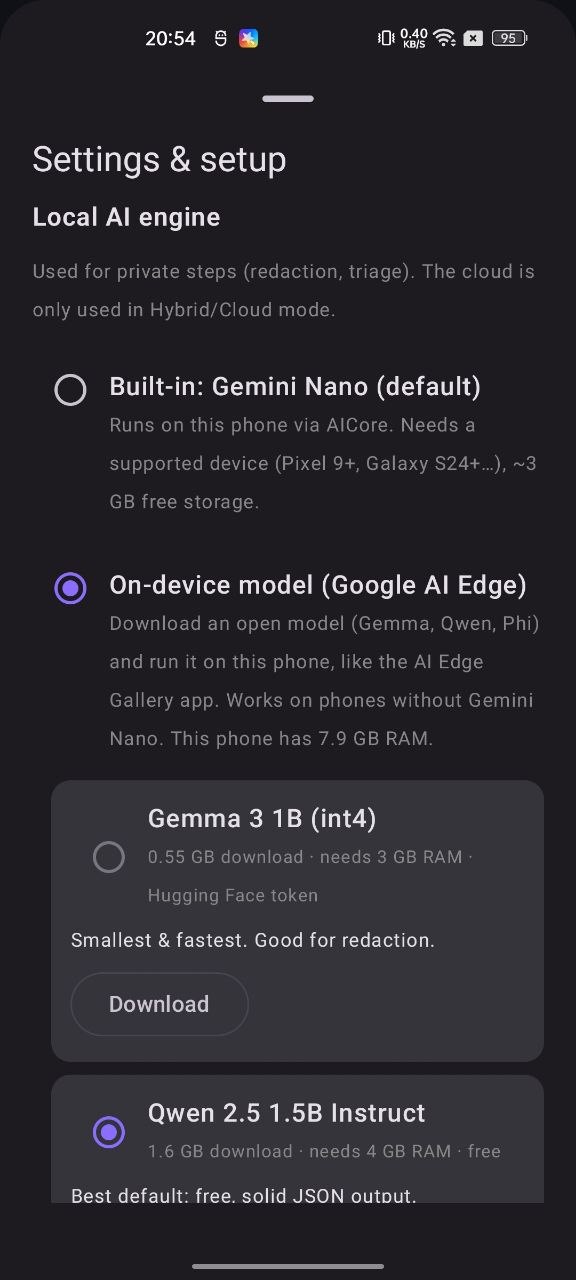 20:54
0.40
KB/S
95
Settings & setup
Local AI engine
Used for private steps (redaction, triage). The cloud is
only used in Hybrid/Cloud mode.
Built-in: Gemini Nano (default)
Runs on this phone via AICore. Needs a
supported device (Pixel 9+, Galaxy S24+…), ~3
GB free storage.
On-device model (Google AI Edge)
Download an open model (Gemma, Qwen, Phi)
and run it on this phone, like the AI Edge
Gallery app. Works on phones without Gemini
Nano. This phone has 7.9 GB RAM.
Gemma 3 1B (int4)
0.55 GB download · needs 3 GB RAM ·
Hugging Face token
Smallest & fastest. Good for redaction.
Download
Qwen 2.5 1.5B Instruct
1.6 GB download · needs 4 GB RAM · free
Best default: free, solid JSON output.